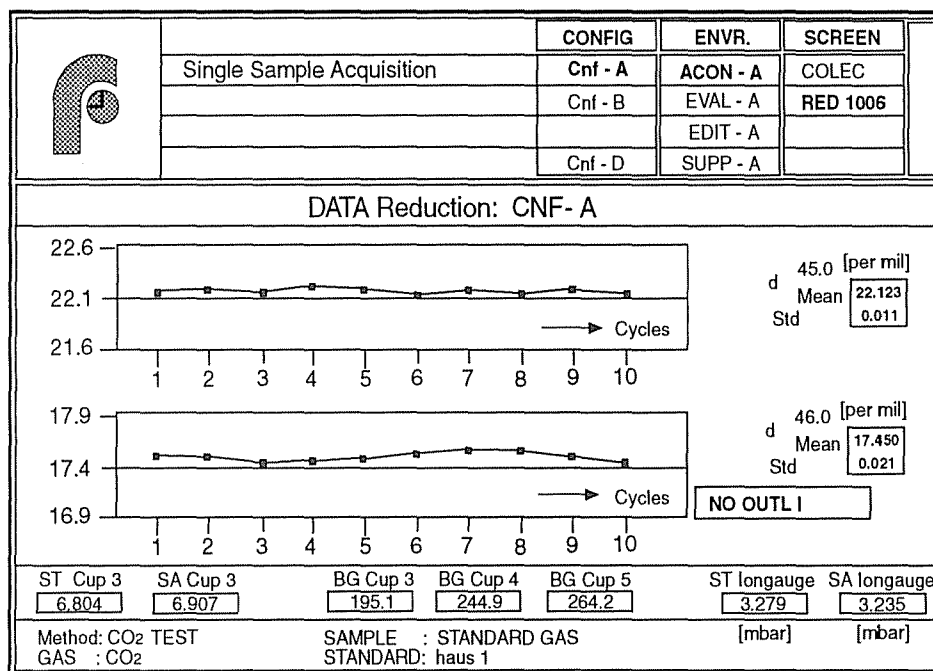 CONFIG ENVR. SCREEN
Single Sample Acquisition Cnf - A ACON - A COLEC
Cnf - B EVAL - A RED 1006
EDIT - A
Cnf - D SUPP - A
DATA Reduction: CNF- A
22.6
22.1
21.6
Cycles
1 2 3 4 5 6 7 8 9 10
d 45.0 [per mil]
Mean 22.123
Std 0.011
17.9
17.4
16.9
Cycles
1 2 3 4 5 6 7 8 9 10
d 46.0 [per mil]
Mean 17.450
Std 0.021
NO OUTL I
ST Cup 3 SA Cup 3 BG Cup 3 BG Cup 4 BG Cup 5 ST Iongauge SA Iongauge
6.804 6.907 195.1 244.9 264.2 3.279 3.235
Method: CO2 TEST SAMPLE : STANDARD GAS [mbar] [mbar]
GAS : CO2 STANDARD: haus 1